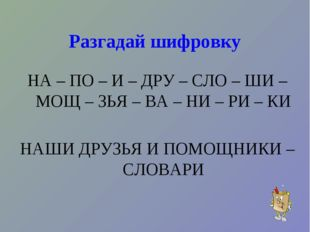 Разгадай шифровку
НА – ПО – И – ДРУ – СЛО – ШИ –
МОЩ – ЗЬЯ – ВА – НИ – РИ – КИ
НАШИ ДРУЗЬЯ И ПОМОЩНИКИ –
СЛОВАРИ